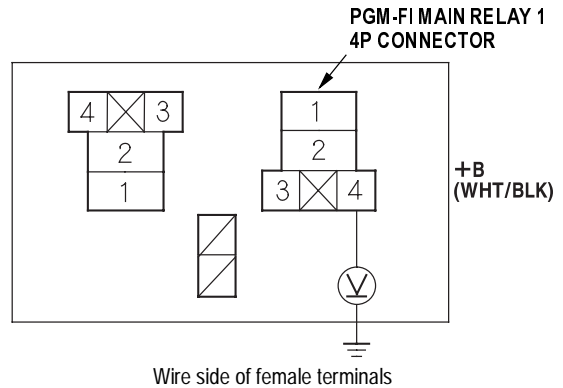 PGM-FI MAIN RELAY 1
4P CONNECTOR
4 3
2
1
1
2
3 4
+B
(WHT/BLK)
V
Wire side of female terminals